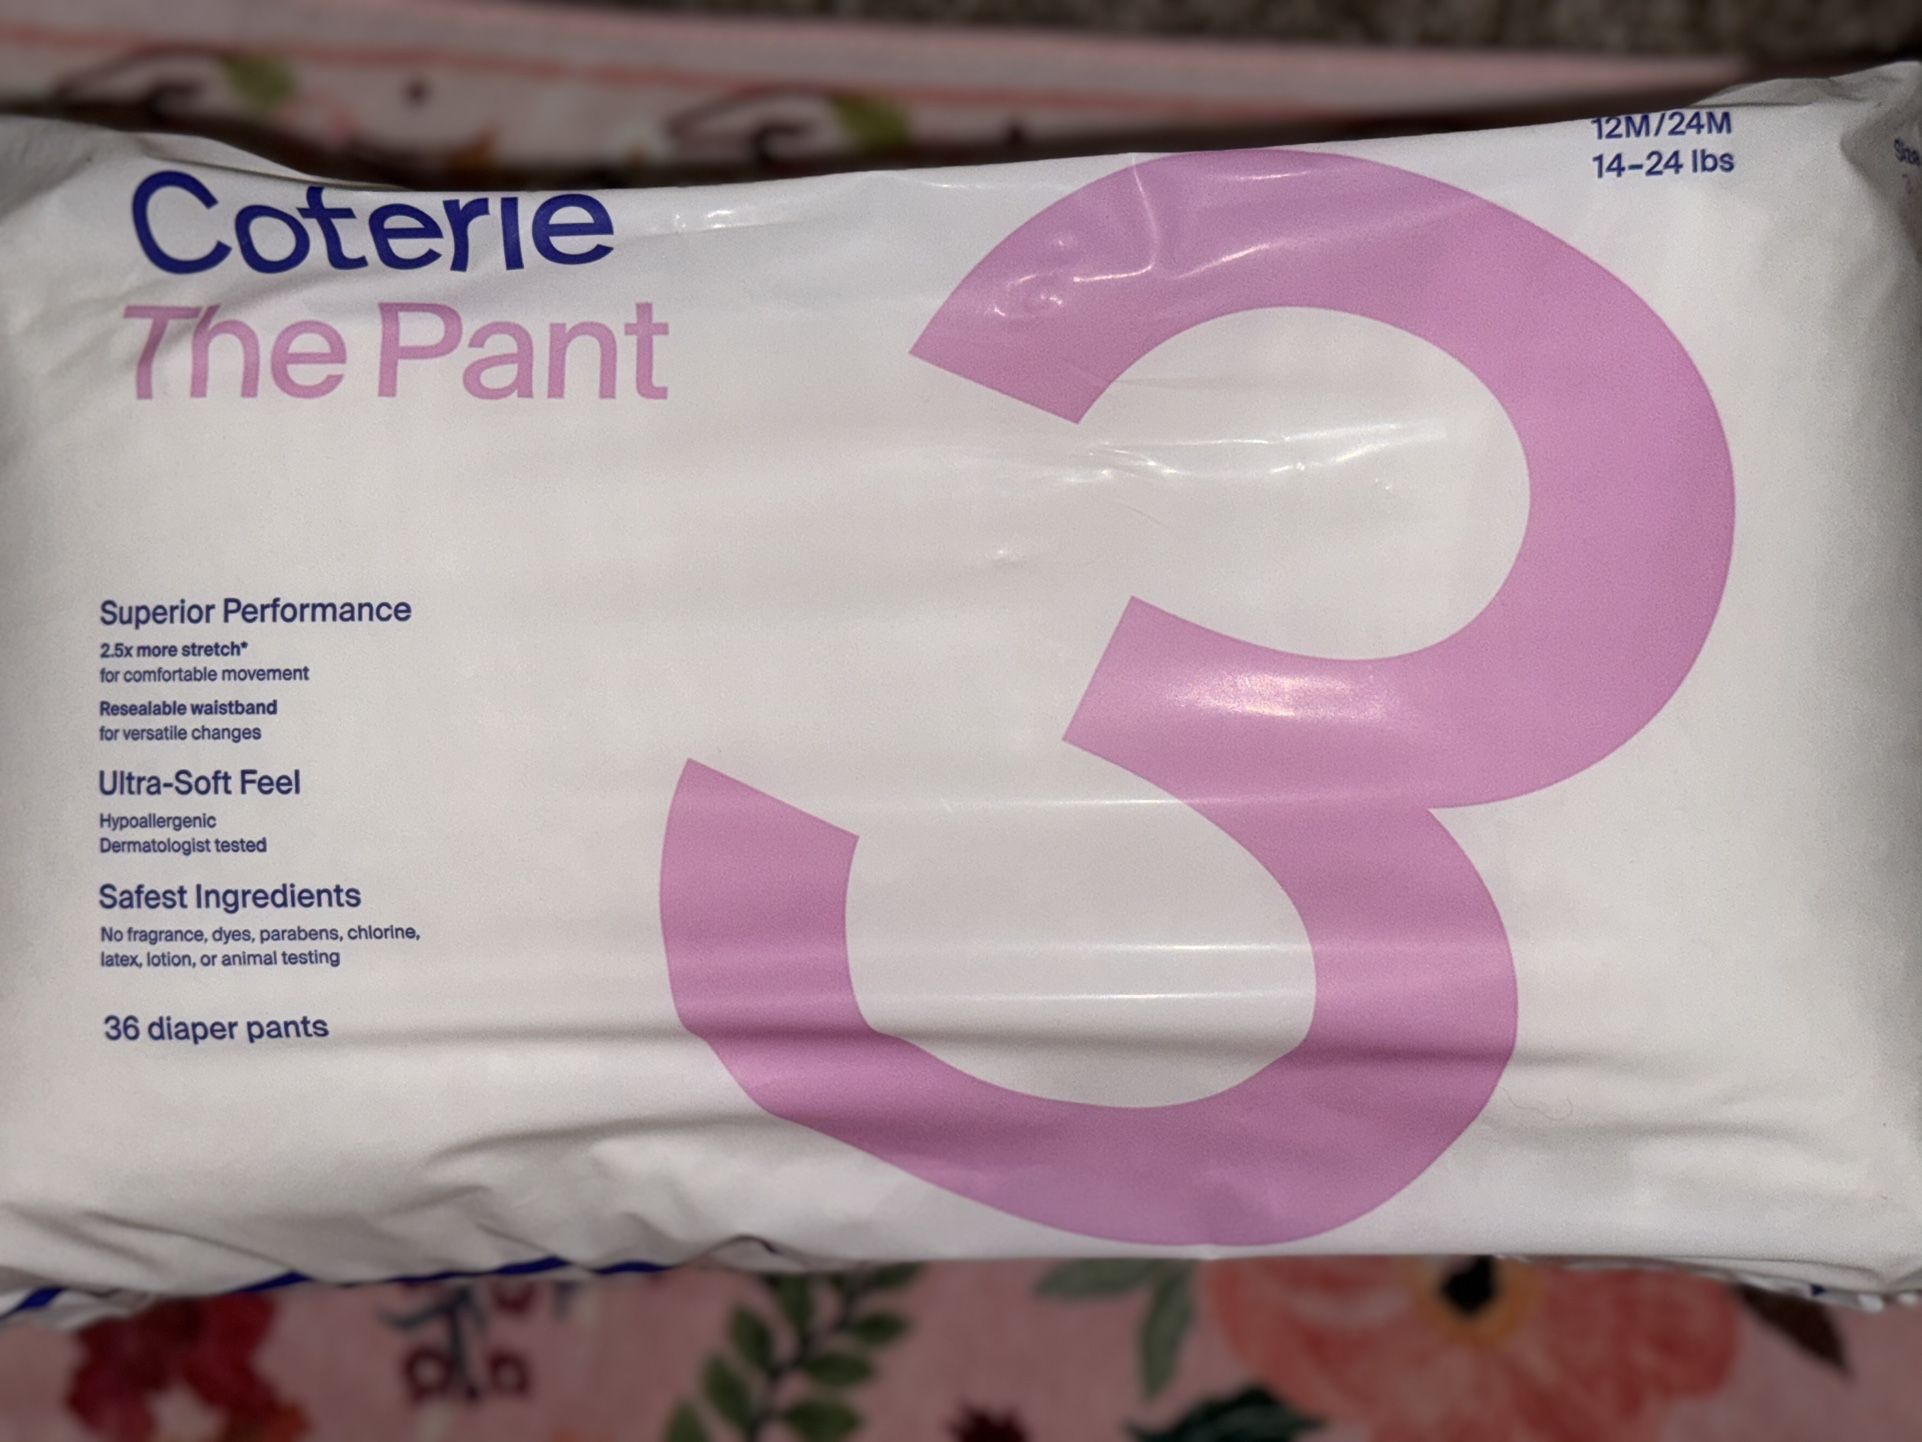 Coterie
The Pant
3
12M/24M
14–24 lbs
Size
3
Superior Performance
2.5x more stretch*
for comfortable movement
Resealable waistband
for versatile changes
Ultra-Soft Feel
Hypoallergenic
Dermatologist tested
Safest Ingredients
No fragrance, dyes, parabens, chlorine,
latex, lotion, or animal testing
36 diaper pants